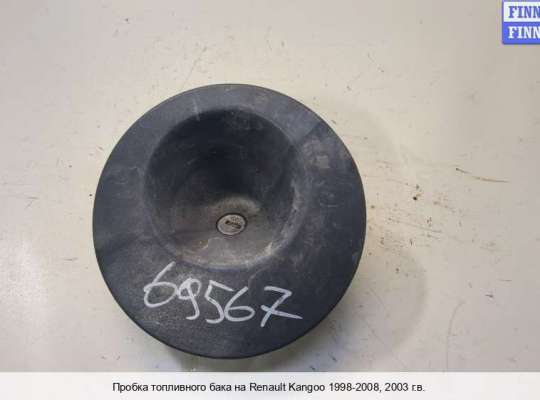 FINN
FINN
69567
Пробка топливного бака на Renault Kangoo 1998-2008, 2003 г.в.